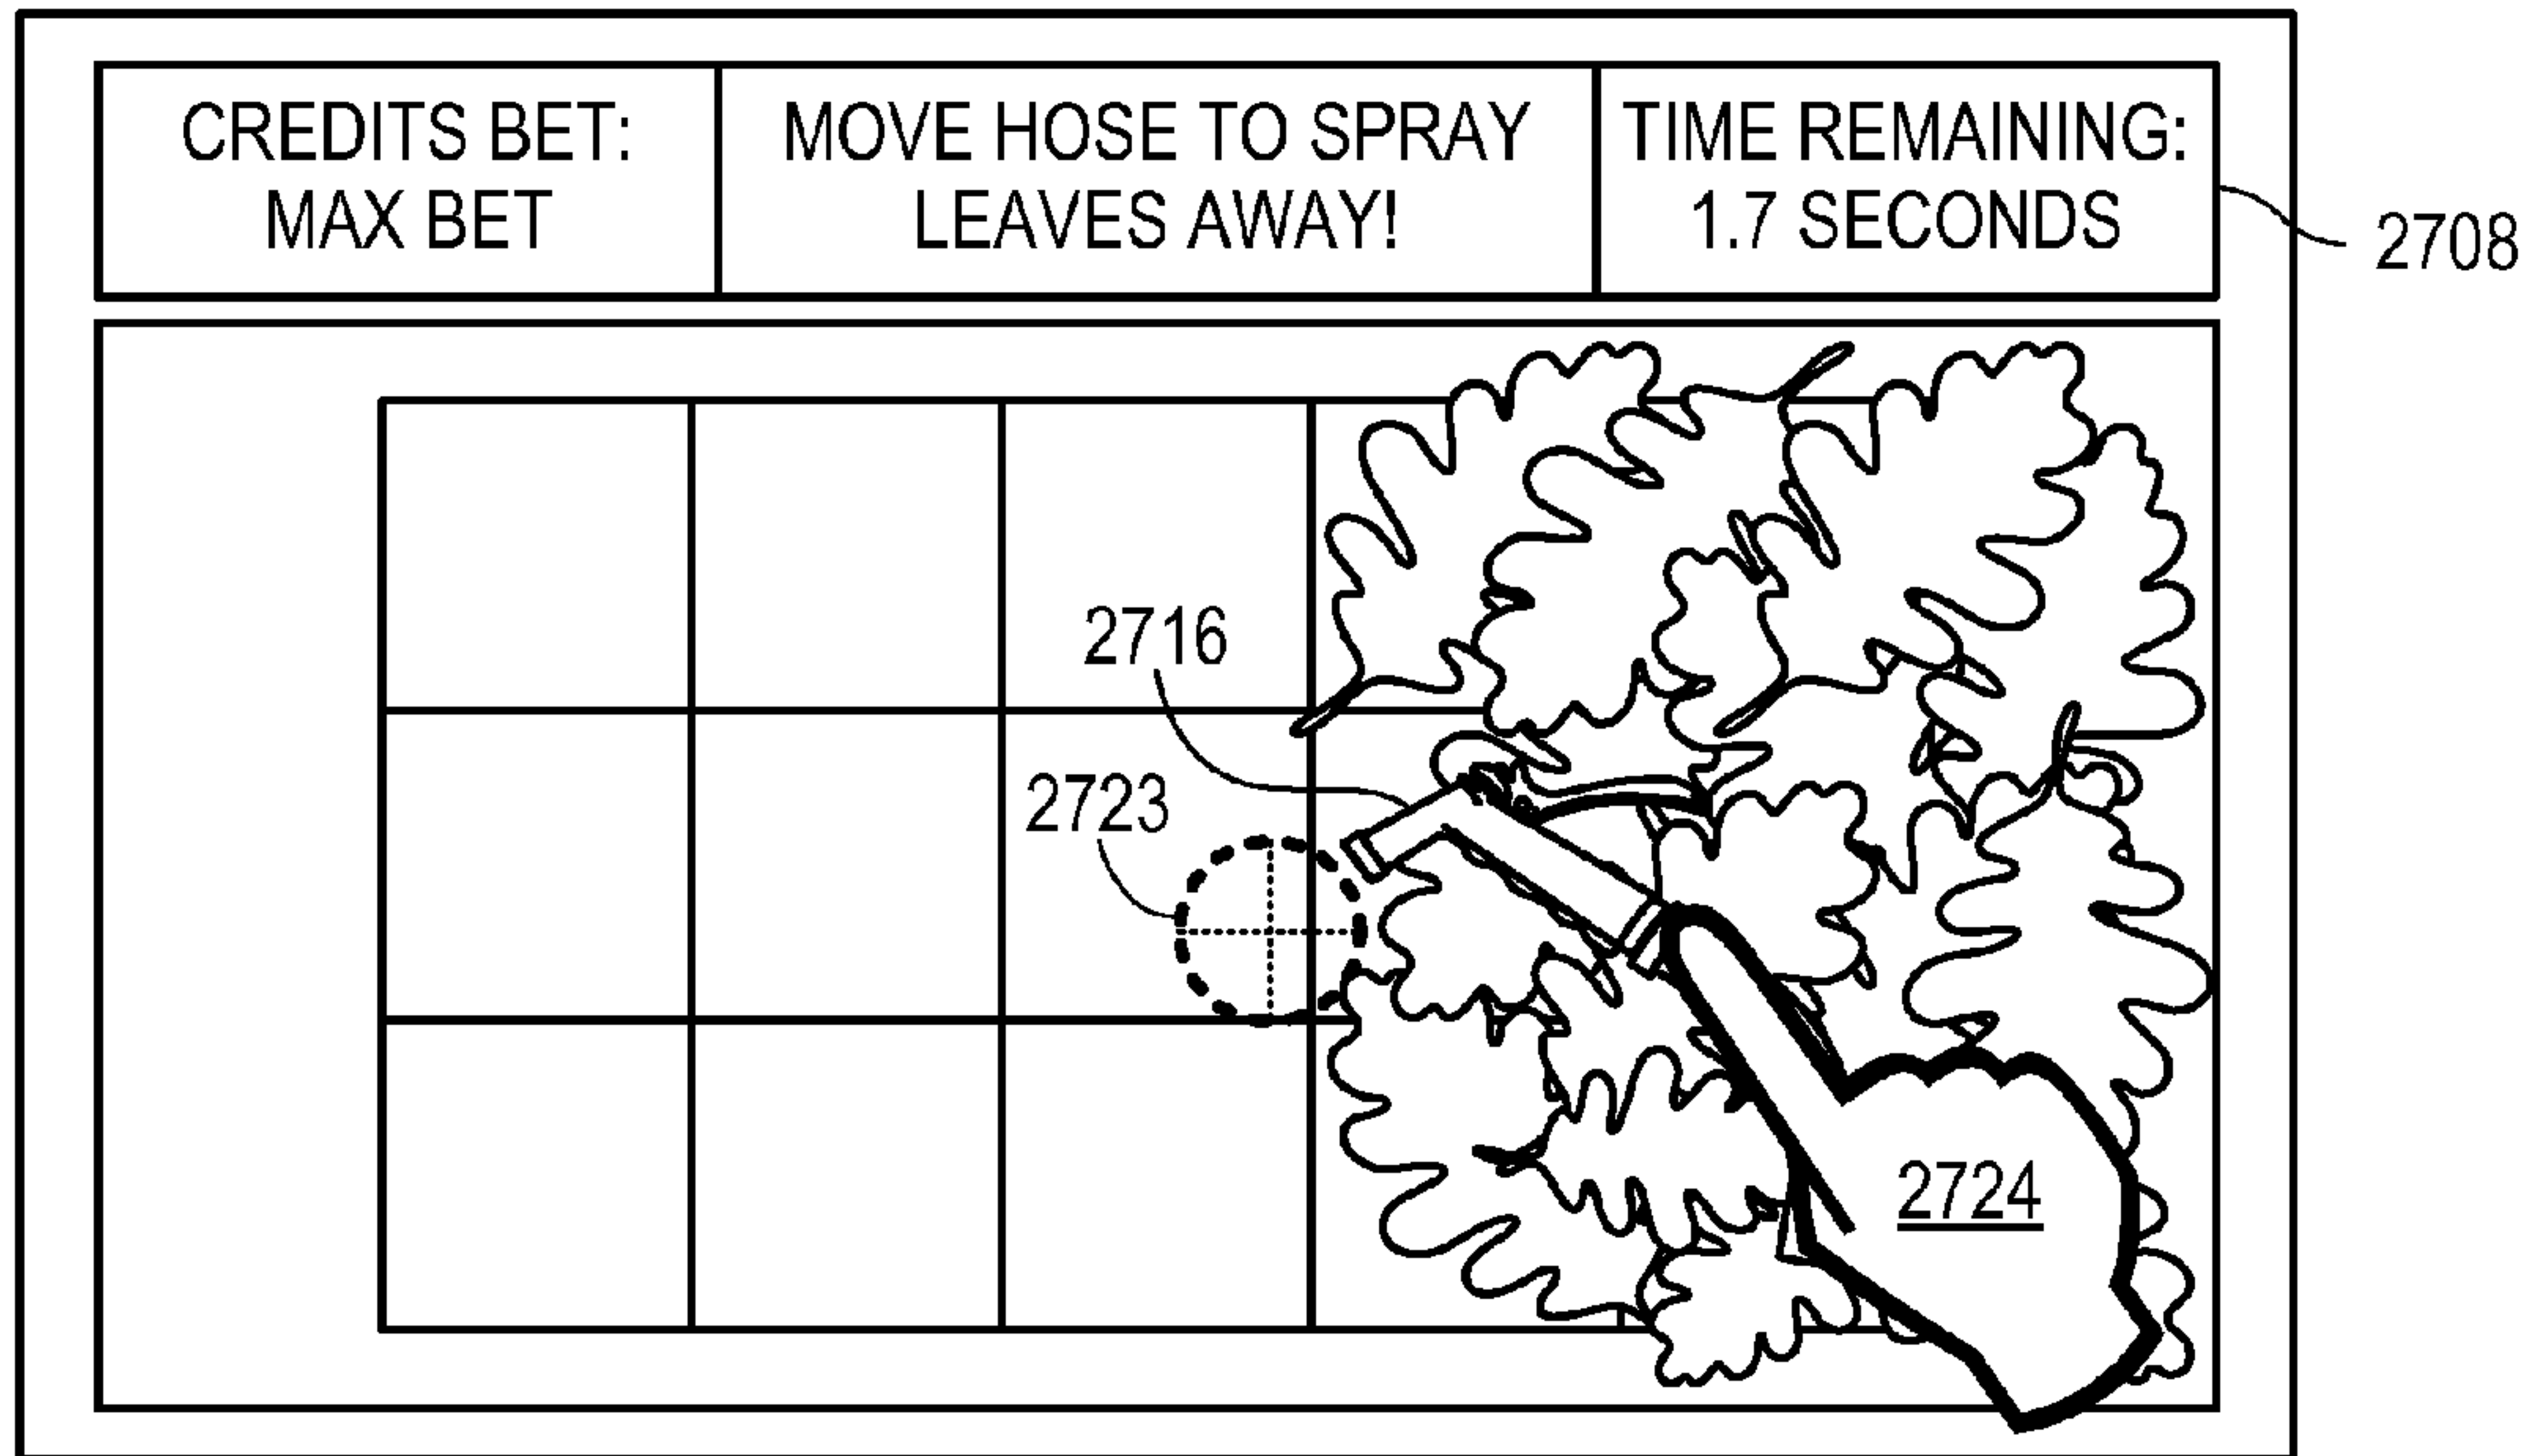 CREDITS BET:
MAX BET
MOVE HOSE TO SPRAY
LEAVES AWAY!
TIME REMAINING:
1.7 SECONDS
2708
2716
2723
2724